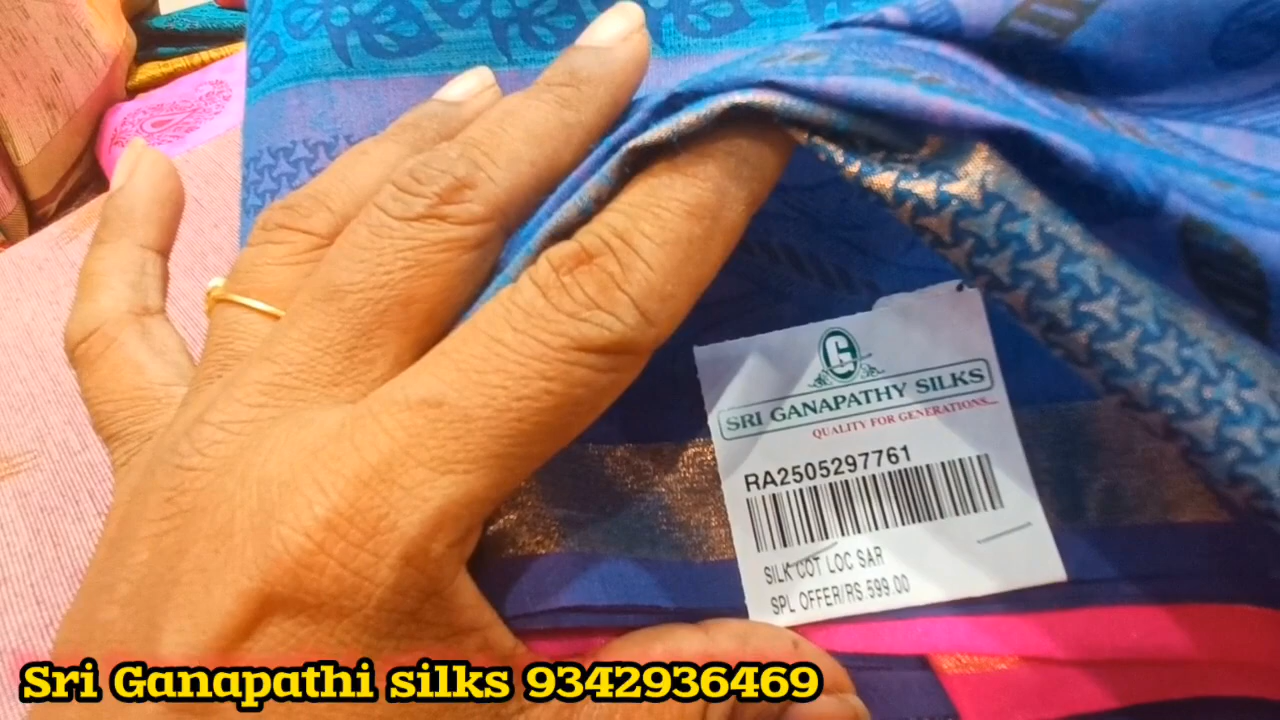 G
SRI GANAPATHY SILKS
QUALITY FOR GENERATIONS...
RA2505297761
SILK COT LOC SAR
SPL OFFER/RS.599.00
Sri Ganapathi silks 9342936469